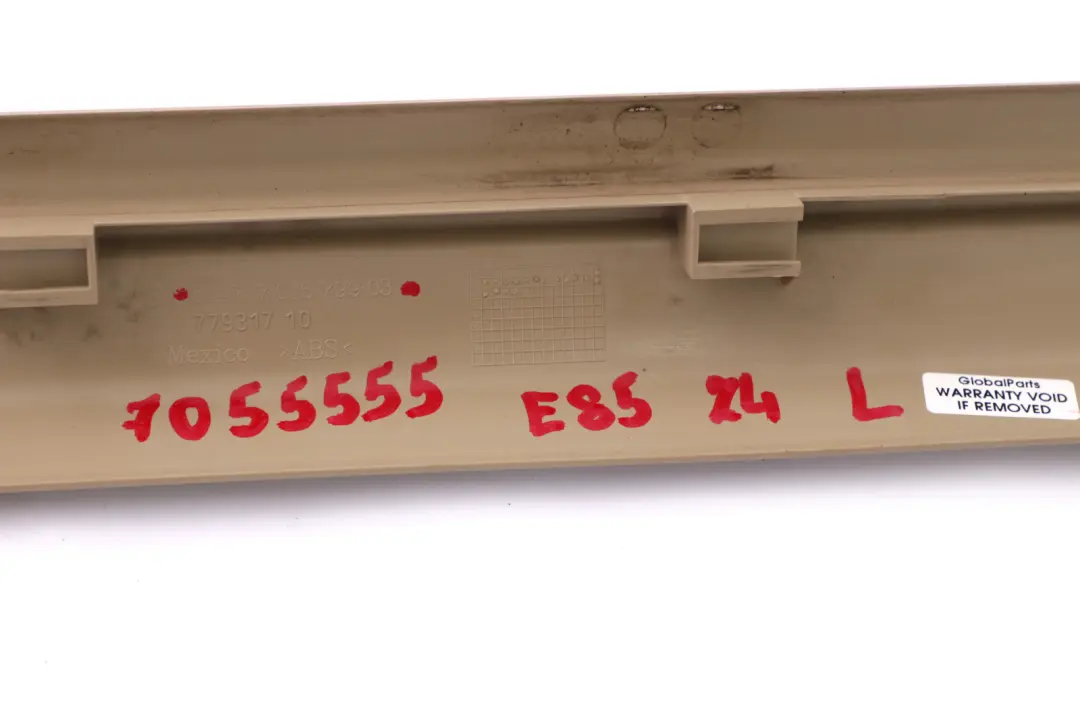 779317 10
Mexico >ABS<
7055555 E85 Z4 L
GlobalParts
WARRANTY VOID
IF REMOVED